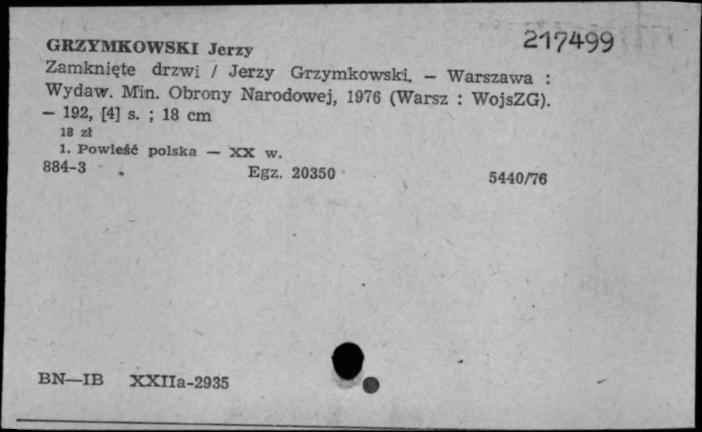 217499
GRZYMKOWSKI Jerzy
Zamknięte drzwi / Jerzy Grzymkowski. — Warszawa :
Wydaw. Min. Obrony Narodowej, 1976 (Warsz : WojsZG).
— 192, [4] s. ; 18 cm
18 zł
1. Powieść polska — XX w.
884-3 Egz. 20350 5440/76
BN—IB XXIIa-2935